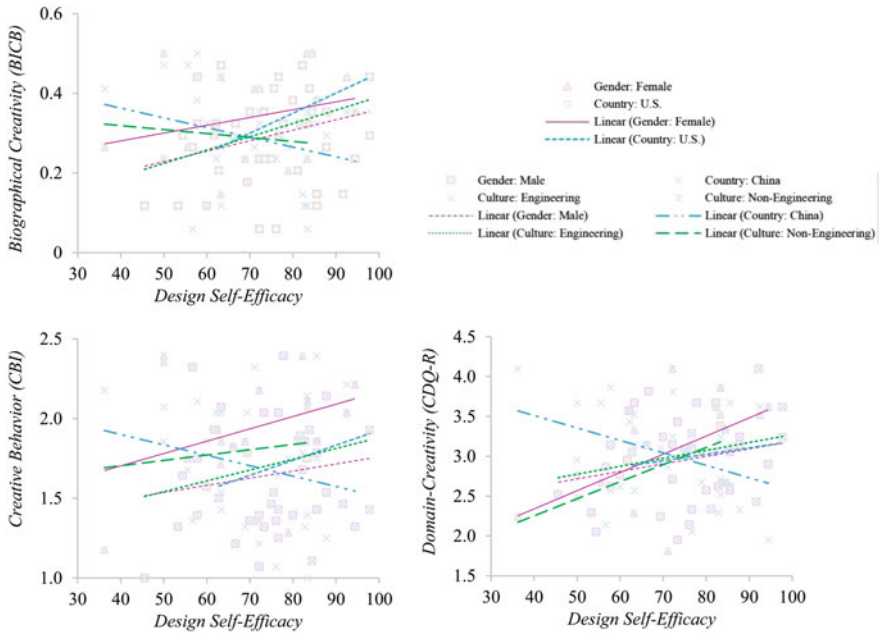 0.6
0.4
0.2
0
Biographical Creativity (BICB)
30 40 50 60 70 80 90 100
Design Self-Efficacy
Gender: Female
Country: U.S.
Linear (Gender: Female)
Linear (Country: U.S.)
Gender: Male
Country: China
Culture: Engineering
Culture: Non-Engineering
Linear (Gender: Male)
Linear (Country: China)
Linear (Culture: Engineering)
Linear (Culture: Non-Engineering)
2.5
2.0
1.5
1.0
Creative Behavior (CBI)
30 40 50 60 70 80 90 100
Design Self-Efficacy
4.5
4.0
3.5
3.0
2.5
2.0
1.5
Domain-Creativity (CDQ-R)
30 40 50 60 70 80 90 100
Design Self-Efficacy